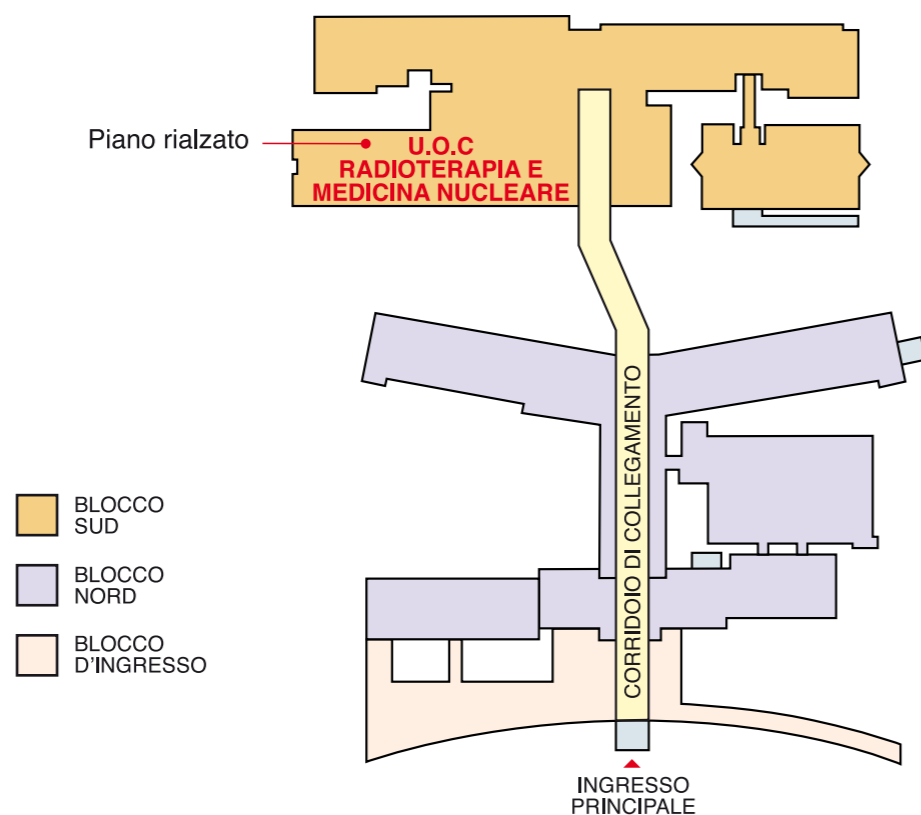 Piano rialzato
U.O.C
RADIOTERAPIA E
MEDICINA NUCLEARE
CORRIDOIO DI COLLEGAMENTO
BLOCCO
SUD
BLOCCO
NORD
BLOCCO
D'INGRESSO
INGRESSO
PRINCIPALE